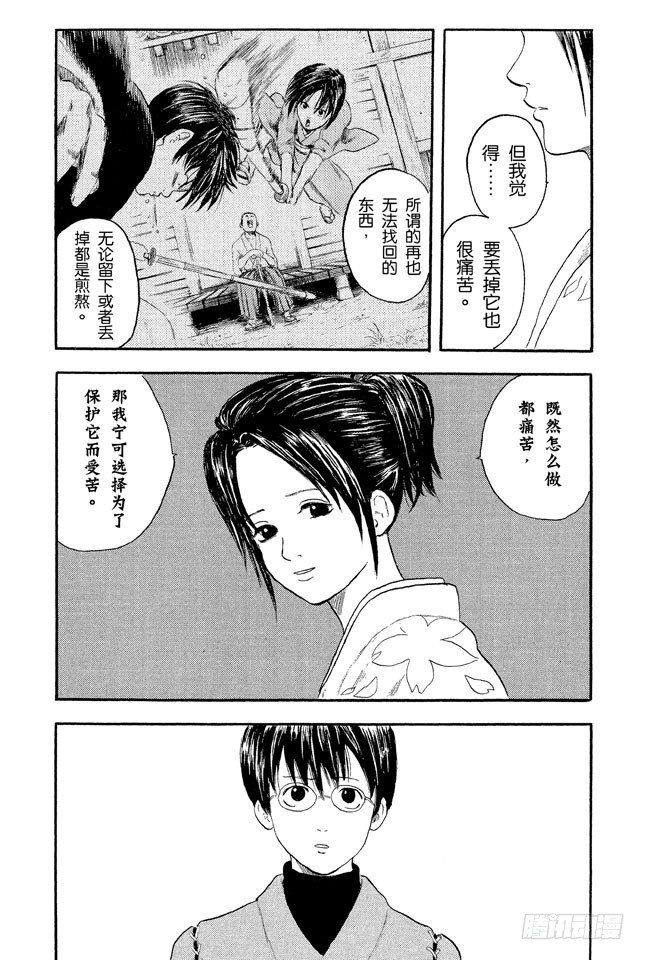 但我觉
得……
要丢掉它也
很痛苦。
所谓的再也
无法找回的
东西，
无论留下或者丢
掉都是煎熬。
既然怎么做
都痛苦，
那我宁可选择为了
保护它而受苦。
腾讯动漫